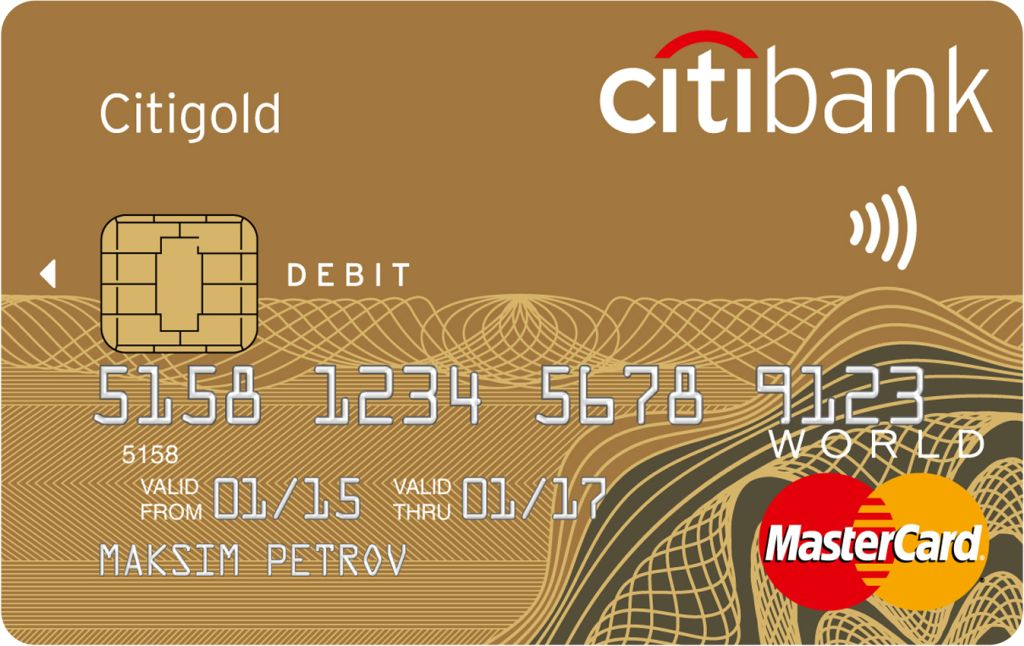 citibank
Citigold
DEBIT
5158 1234 5678 9123
WORLD
5158
VALID FROM 01/15 VALID THRU 01/17
MAKSIM PETROV
MasterCard